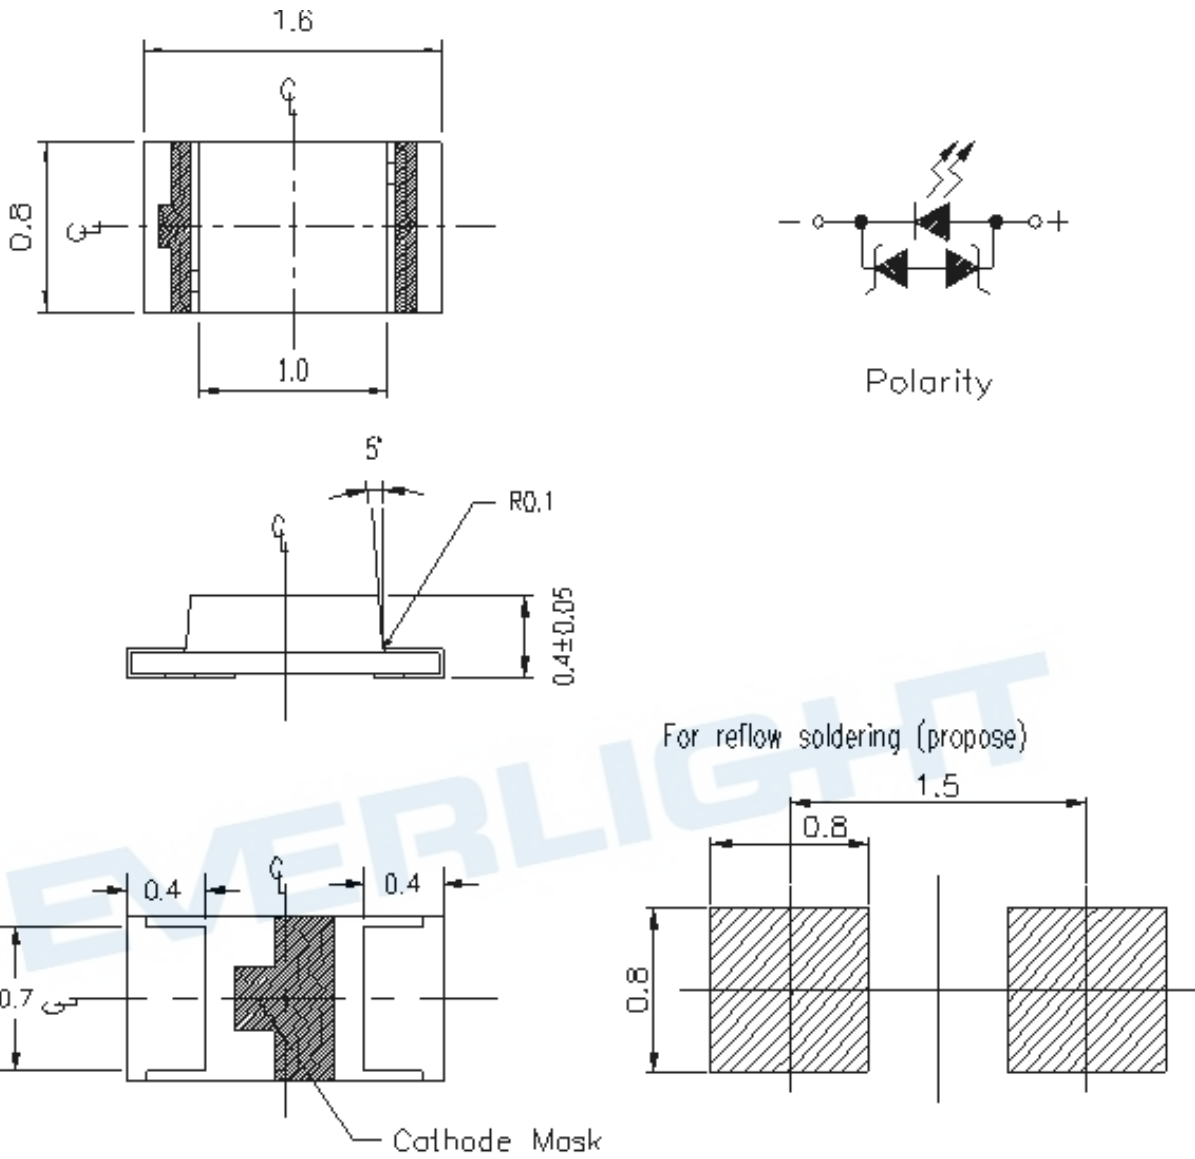 1.6
0.8
1.0
- +
Polarity
5°
R0.1
0.4±0.05
For reflow soldering (propose)
1.5
0.8
0.8
EVERLIGHT
0.4
0.4
0.7
Cathode Mask